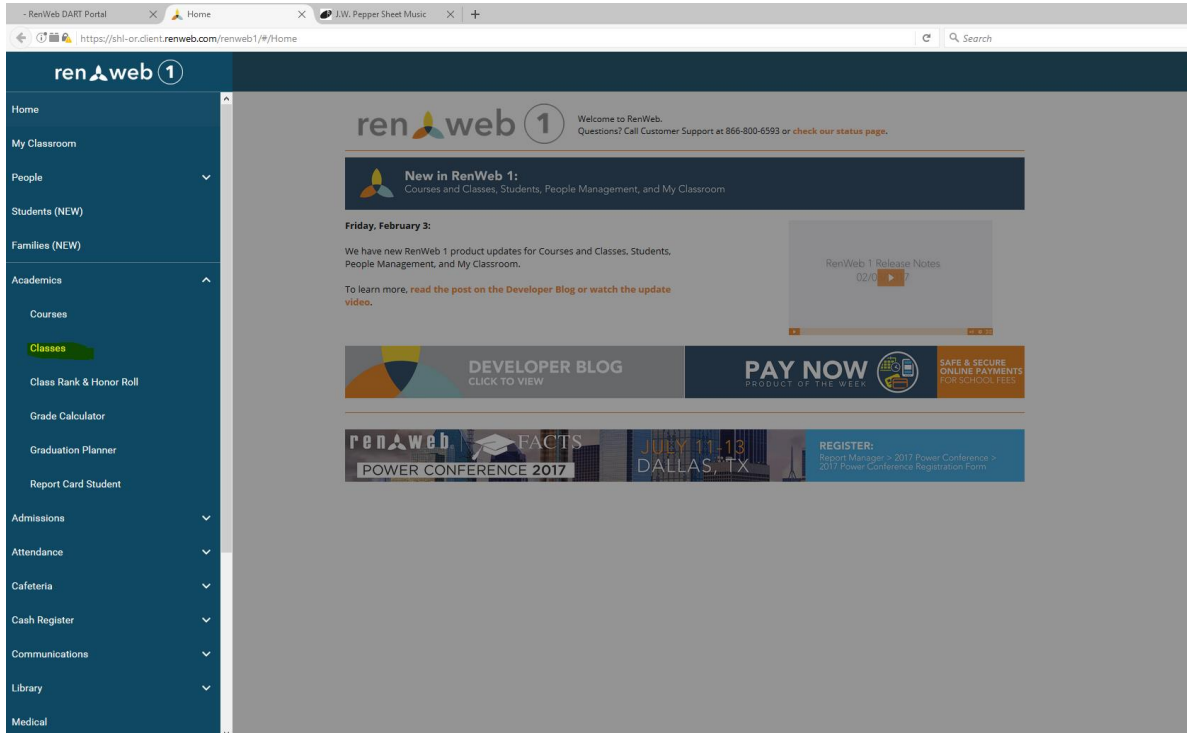 - RenWeb DART Portal
Home
J.W. Pepper Sheet Music
https://shl-or.client.renweb.com/renweb1/#/Home
Search
ren web 1
Home
My Classroom
People
Students (NEW)
Families (NEW)
Academics
Courses
Classes
Class Rank & Honor Roll
Grade Calculator
Graduation Planner
Report Card Student
Admissions
Attendance
Cafeteria
Cash Register
Communications
Library
Medical
ren web 1
Welcome to RenWeb.
Questions? Call Customer Support at 866-800-6593 or check our status page.
New in RenWeb 1:
Courses and Classes, Students, People Management, and My Classroom
Friday, February 3:
We have new RenWeb 1 product updates for Courses and Classes, Students,
People Management, and My Classroom.
To learn more, read the post on the Developer Blog or watch the update
video.
RenWeb 1 Release Notes
DEVELOPER BLOG
CLICK TO VIEW
PAY NOW
PRODUCT OF THE WEEK
SAFE & SECURE
ONLINE PAYMENTS
FOR SCHOOL FEES
renweb FACTS
POWER CONFERENCE 2017
JULY 11-13
DALLAS, TX
REGISTER:
Report Manager > 2017 Power Conference >
2017 Power Conference Registration Form